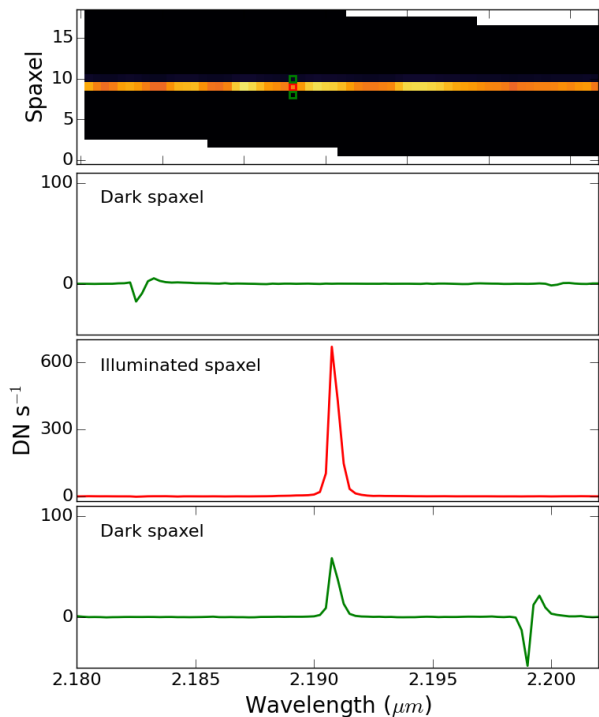 15
10
5
0
Spaxel
100
0
Dark spaxel
600
300
0
Illuminated spaxel
DN s⁻¹
100
0
Dark spaxel
2.180 2.185 2.190 2.195 2.200
Wavelength (μm)